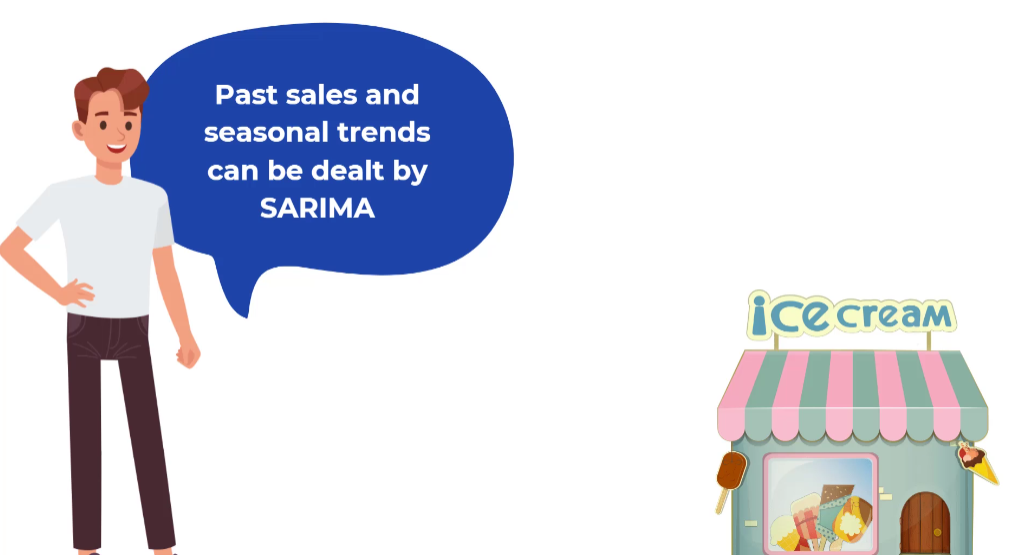 Past sales and
seasonal trends
can be dealt by
SARIMA
ice cream